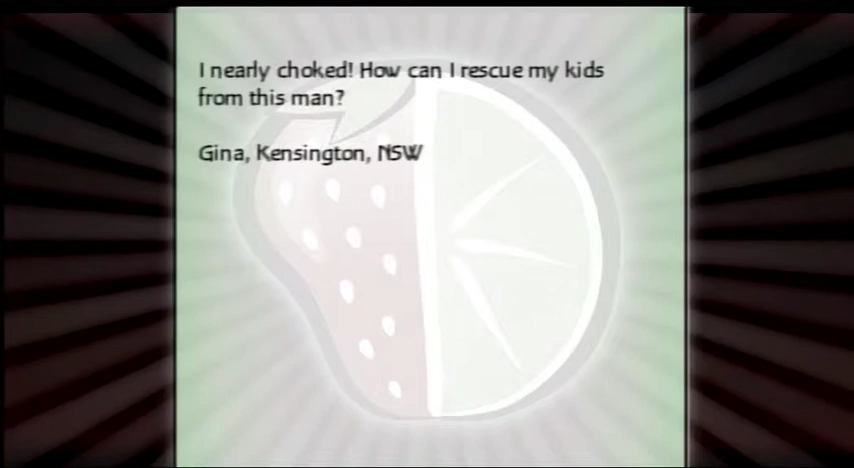 I nearly choked! How can I rescue my kids
from this man?
Gina, Kensington, NSW